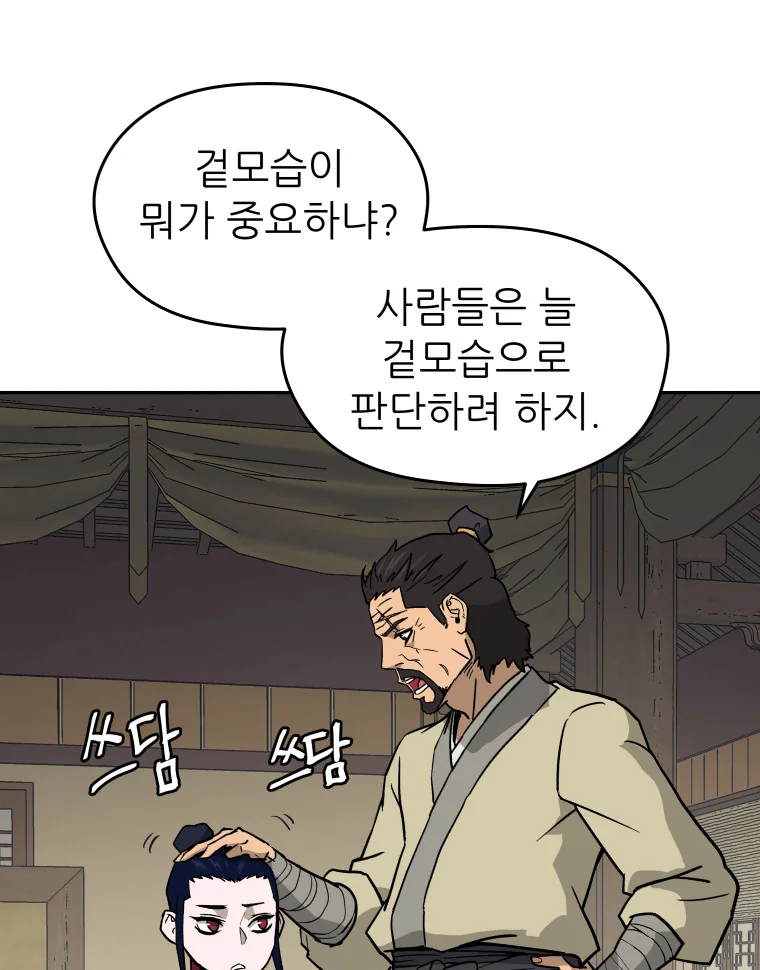 겉모습이
뭐가 중요하냐?
사람들은 늘
겉모습으로
판단하려 하지.
쓰담
쓰담